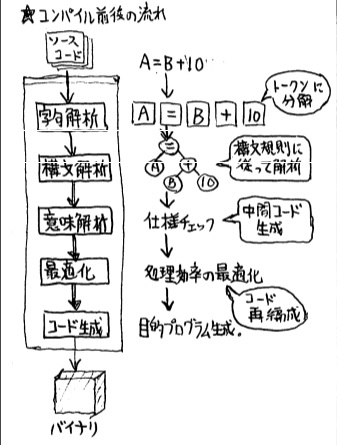 ★コンパイル前後の流れ
ソース
コード
A=B+10
トークンに
分解
字句解析
A = B + 10
=
A +
B 10
構文規則に
従って解析
構文解析
意味解析
仕様チェック
中間コード
生成
最適化
処理効率の最適化
コード
再編成
コード生成
目的プログラム生成.
バイナリ